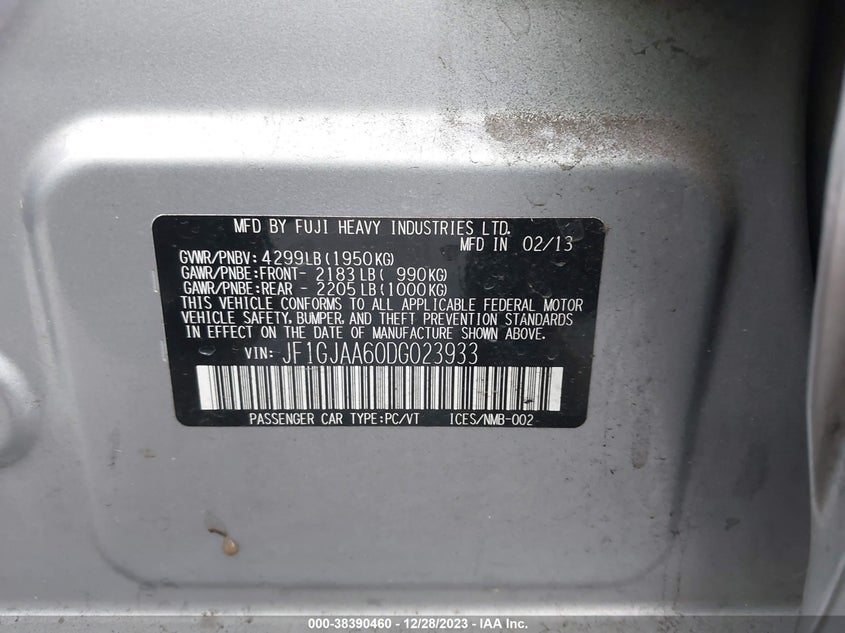 MFD BY FUJI HEAVY INDUSTRIES LTD.
MFD IN 02/13
GVWR/PNBV: 4299LB(1950KG)
GAWR/PNBE:FRONT- 2183LB( 990KG)
GAWR/PNBE:REAR - 2205LB(1000KG)
THIS VEHICLE CONFORMS TO ALL APPLICABLE FEDERAL MOTOR
VEHICLE SAFETY, BUMPER, AND THEFT PREVENTION STANDARDS
IN EFFECT ON THE DATE OF MANUFACTURE SHOWN ABOVE.
VIN: JF1GJAA60DG023933
PASSENGER CAR TYPE:PC/VT ICES/NMB-002
000-38390460 - 12/28/2023 - IAA Inc.